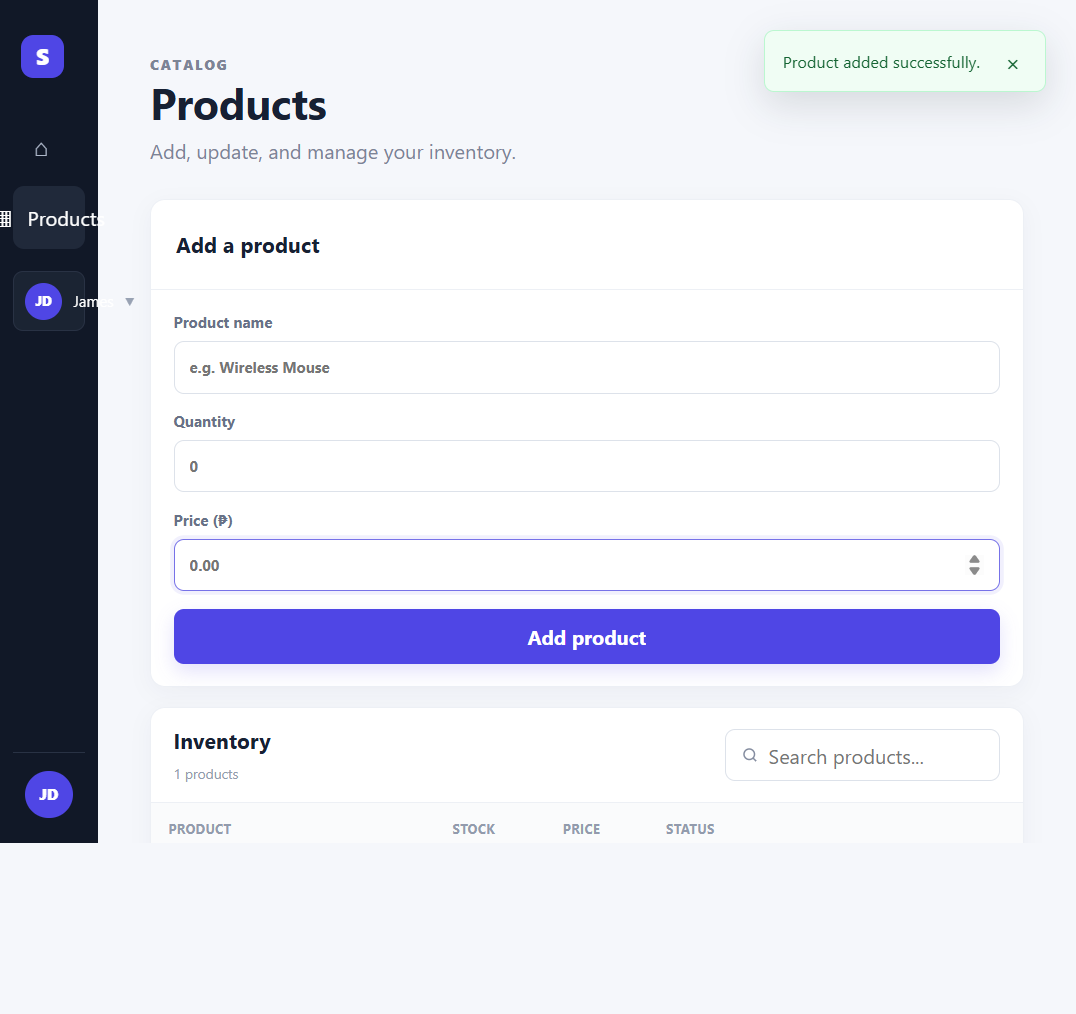 S
CATALOG
Products
Add, update, and manage your inventory.
Product added successfully. ×
Products
JD James ▼
Add a product
Product name
e.g. Wireless Mouse
Quantity
0
Price (₱)
0.00
Add product
Inventory
1 products
Search products...
PRODUCT STOCK PRICE STATUS
JD